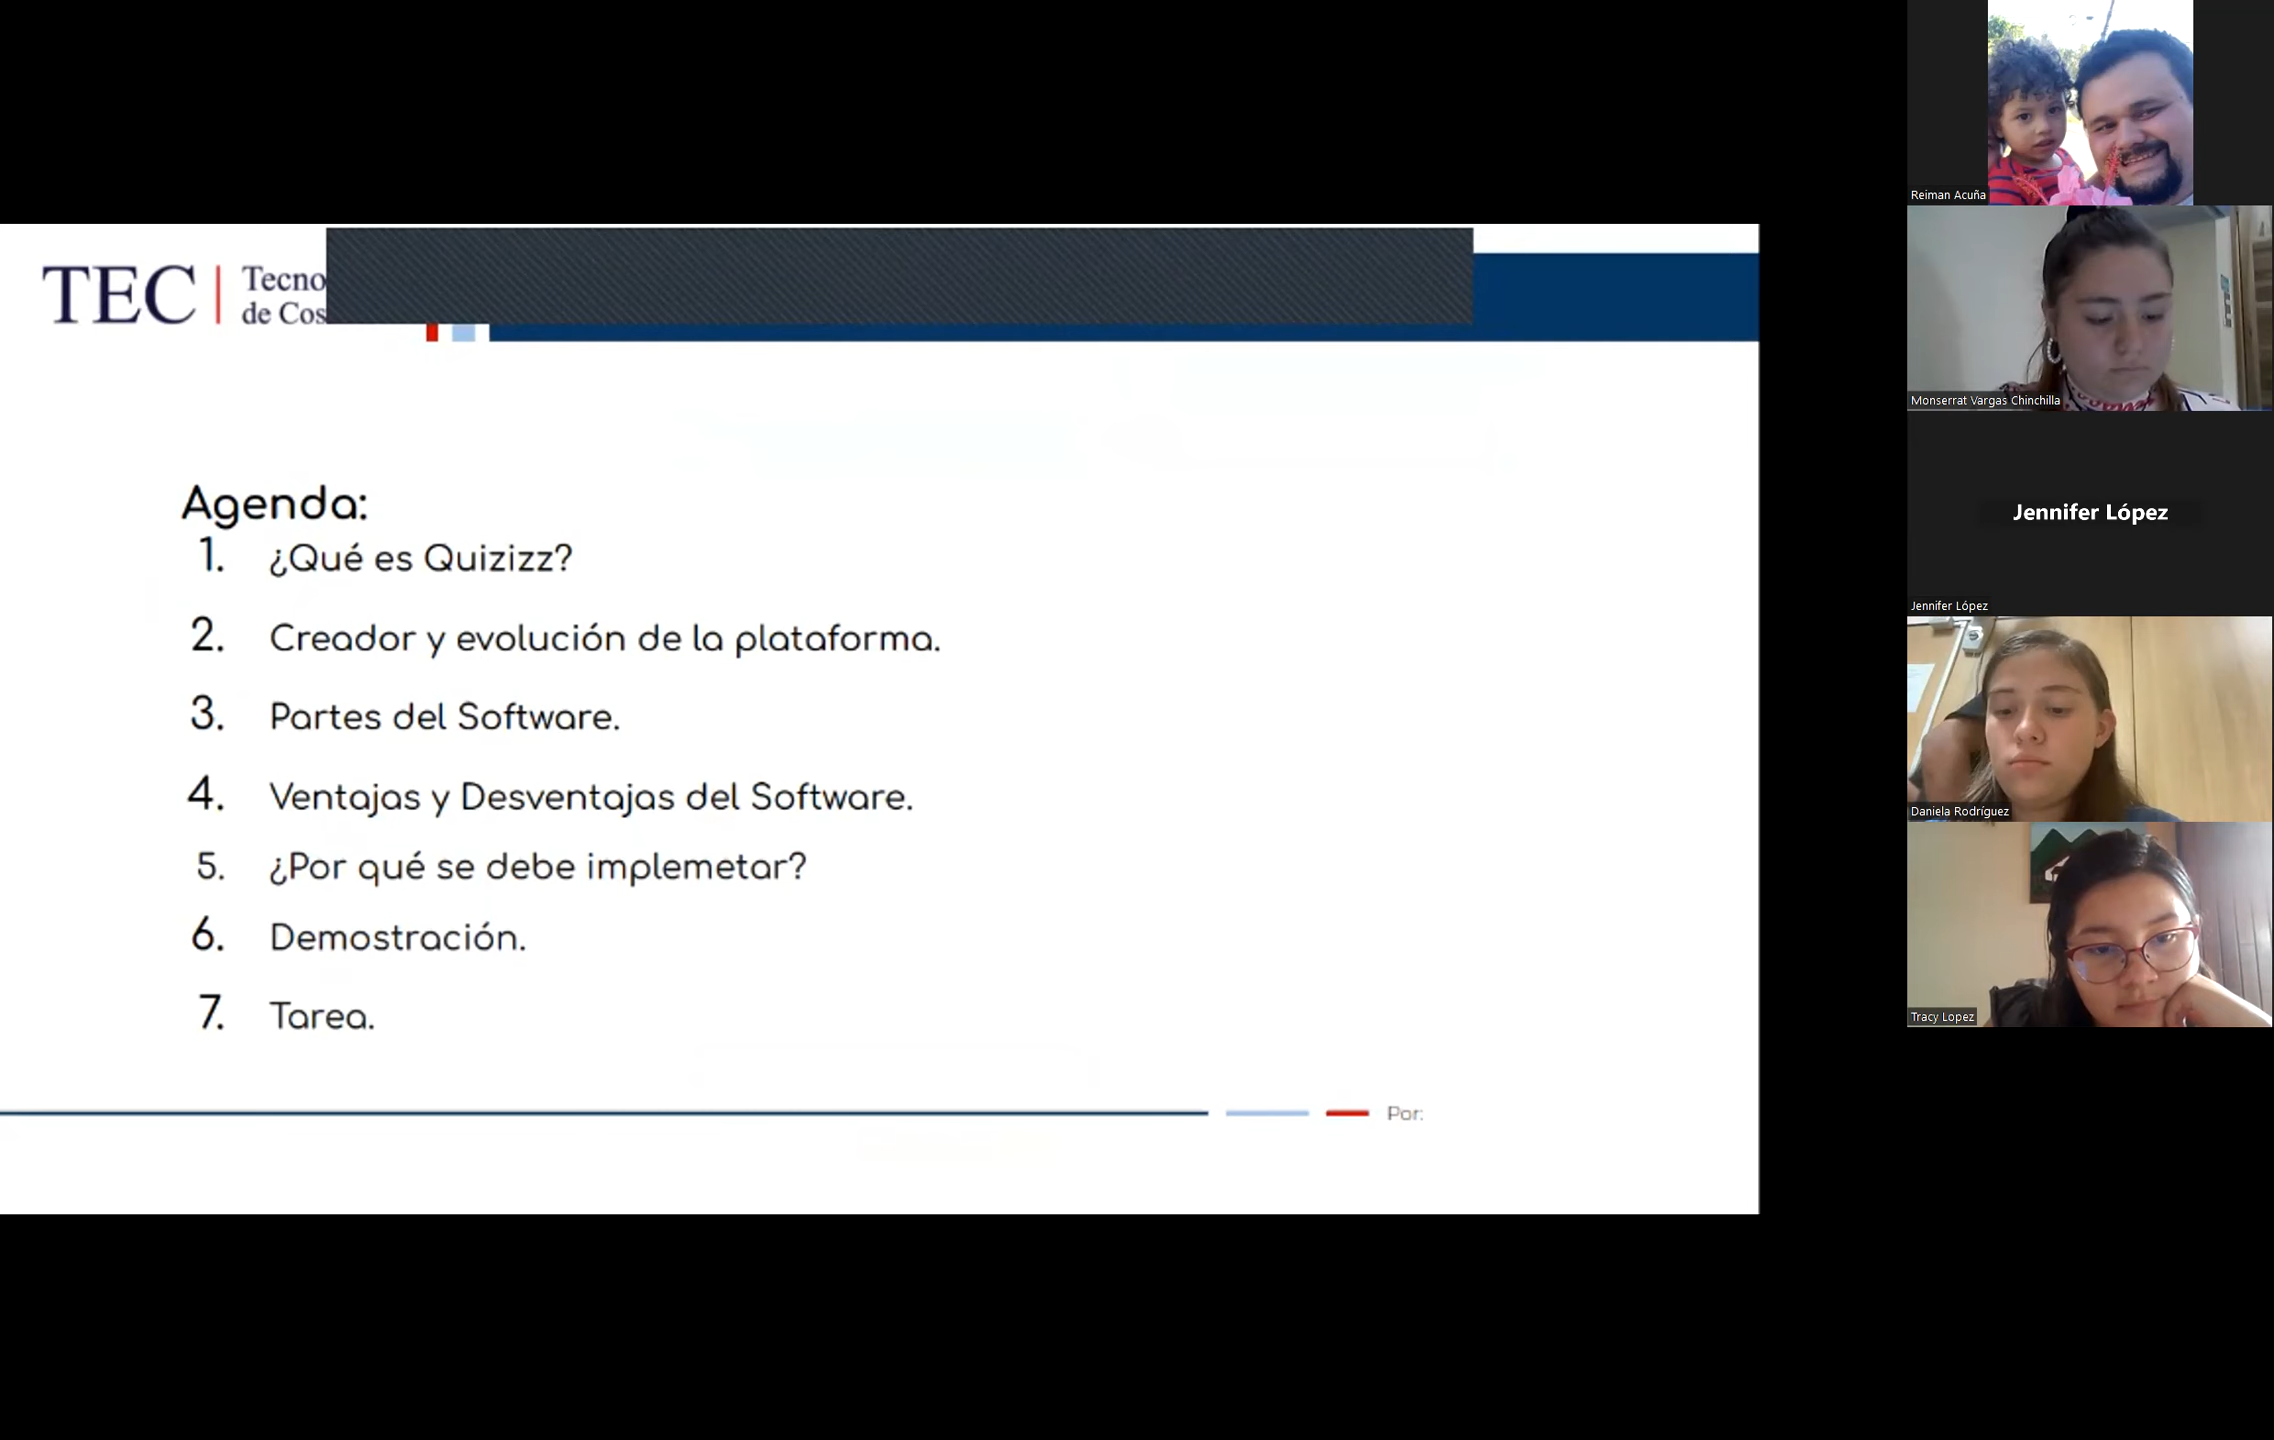 TEC
Tecno
de Cos
Agenda:
1. ¿Qué es Quizizz?
2. Creador y evolución de la plataforma.
3. Partes del Software.
4. Ventajas y Desventajas del Software.
5. ¿Por qué se debe implemetar?
6. Demostración.
7. Tarea.
Por:
Reiman Acuña
Monserrat Vargas Chinchilla
Jennifer López
Jennifer López
Daniela Rodríguez
Tracy Lopez